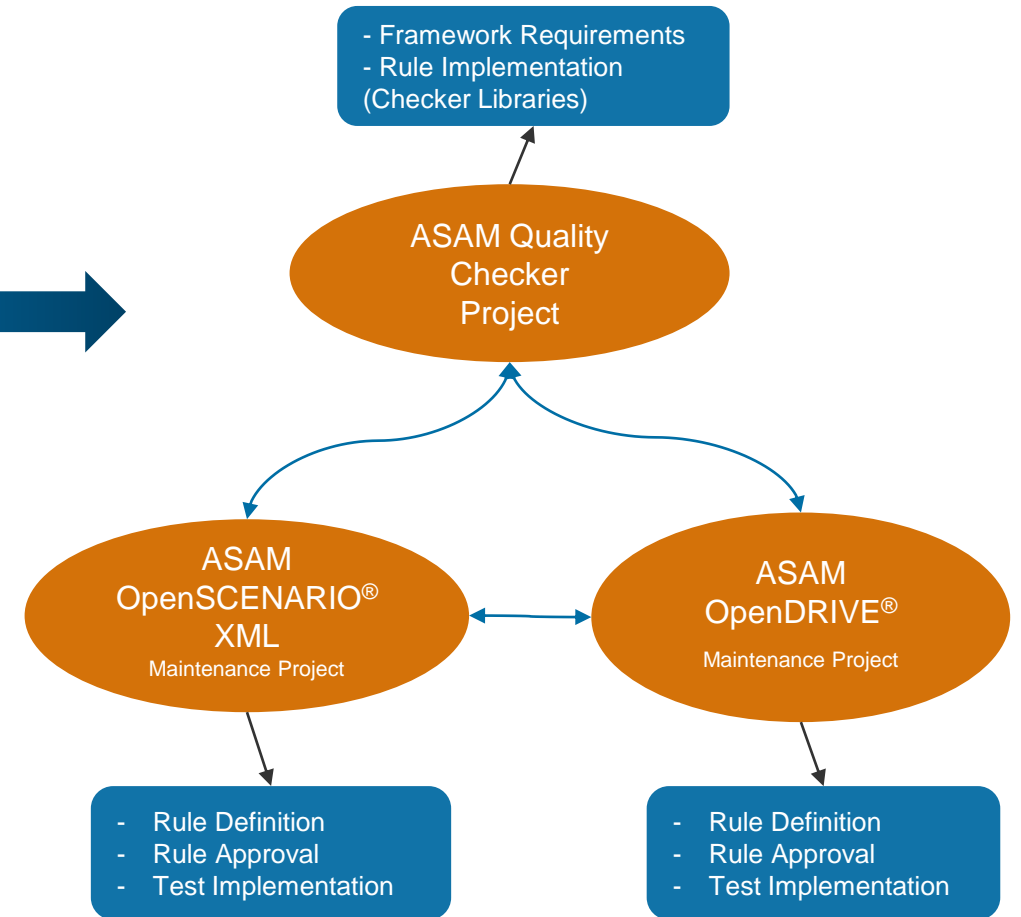 - Framework Requirements
- Rule Implementation
(Checker Libraries)
ASAM Quality
Checker
Project
ASAM
OpenSCENARIO®
XML
Maintenance Project
ASAM
OpenDRIVE®
Maintenance Project
- Rule Definition
- Rule Approval
- Test Implementation
- Rule Definition
- Rule Approval
- Test Implementation